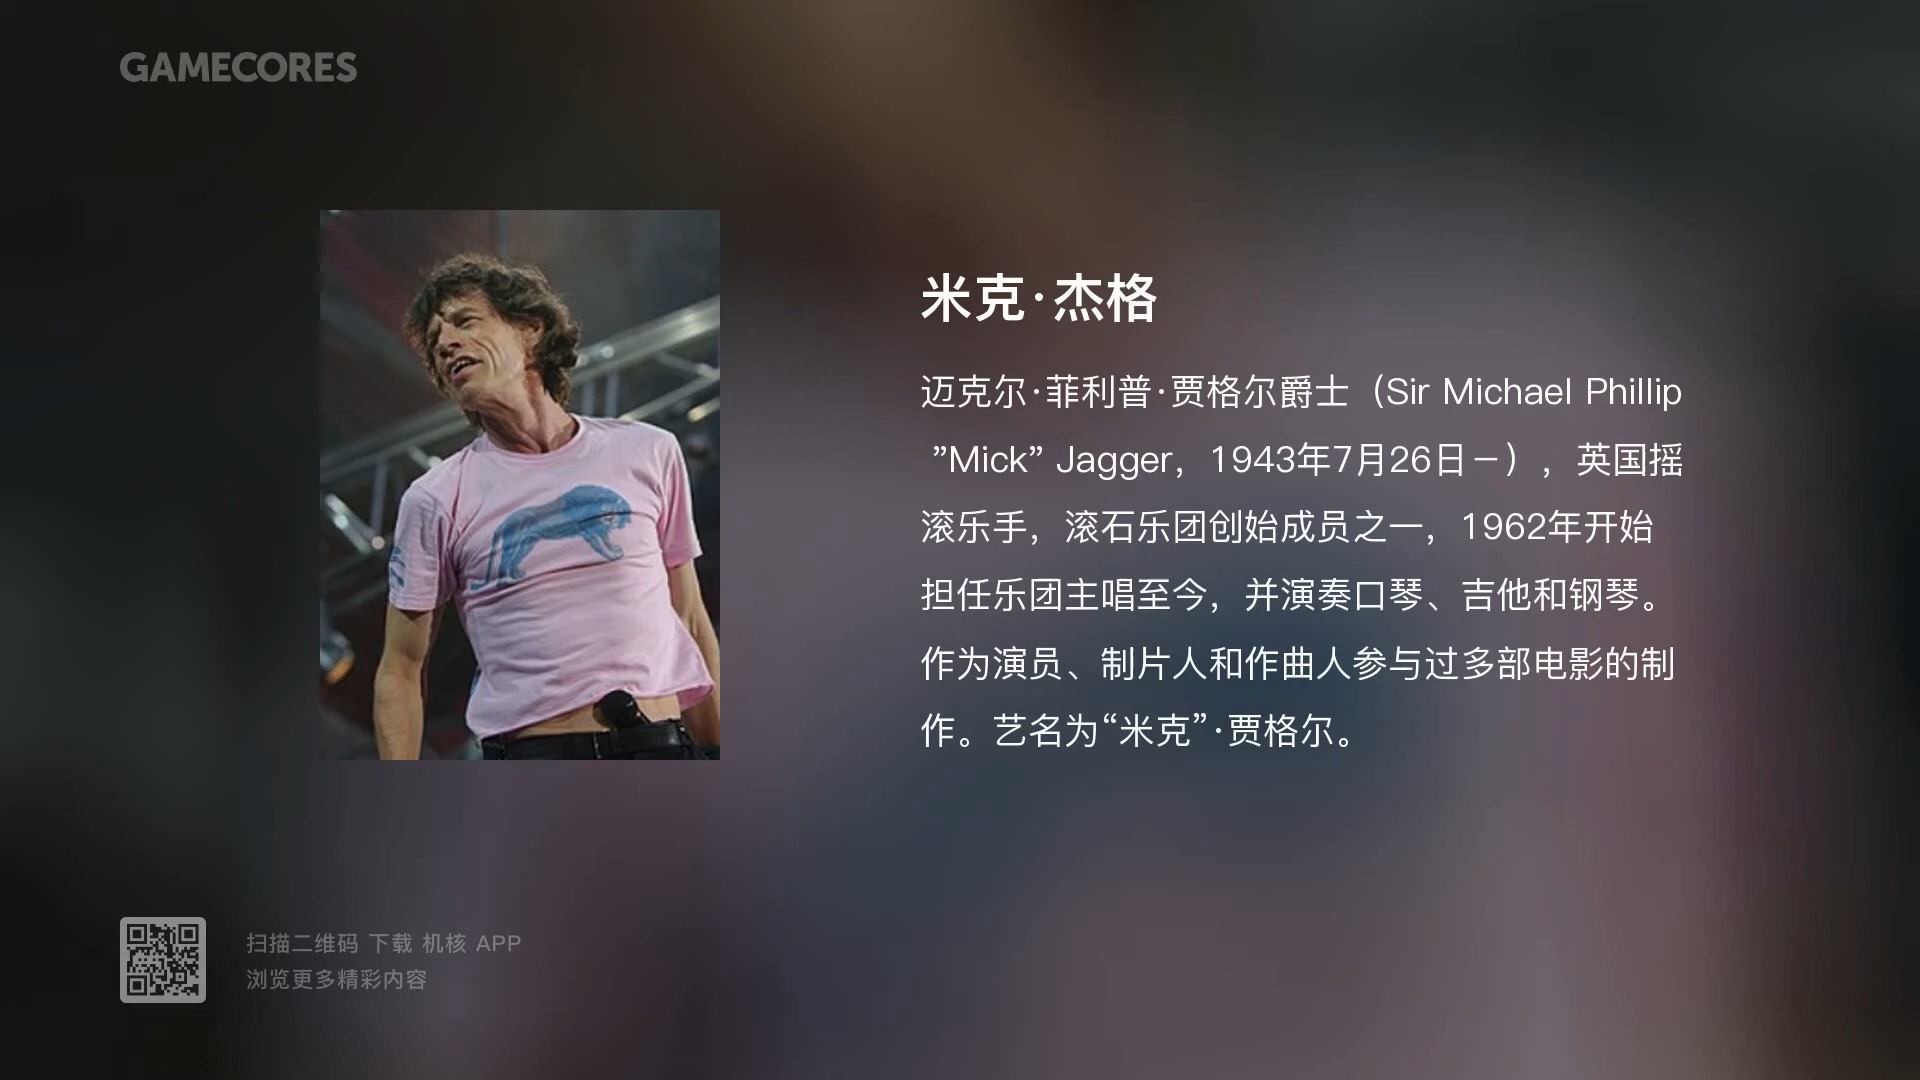 GAMECORES
米克·杰格
迈克尔·菲利普·贾格尔爵士（Sir Michael Phillip
”Mick” Jagger，1943年7月26日－），英国摇
滚乐手，滚石乐团创始成员之一，1962年开始
担任乐团主唱至今，并演奏口琴、吉他和钢琴。
作为演员、制片人和作曲人参与过多部电影的制
作。艺名为“米克”·贾格尔。
扫描二维码 下载 机核 APP
浏览更多精彩内容